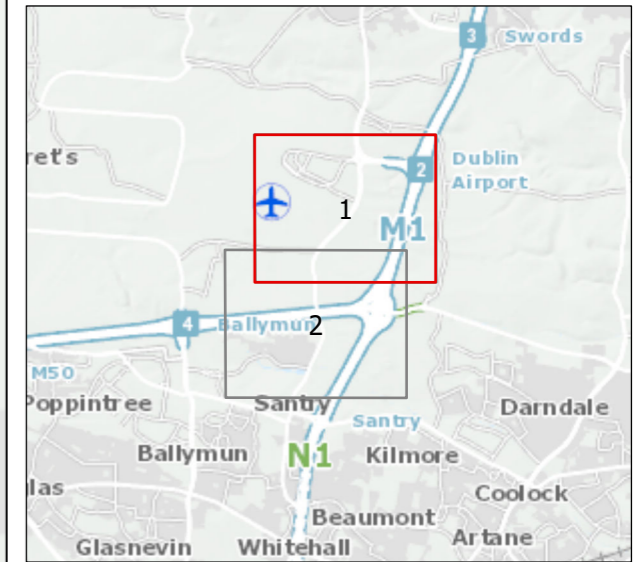 3
Swords
ret's
2
Dublin
Airport
1
M1
4
Ballymun
2
M50
Poppintree
Santry
Santry
Darndale
Ballymun
N1
Kilmore
las
Coolock
Beaumont
Artane
Glasnevin
Whitehall